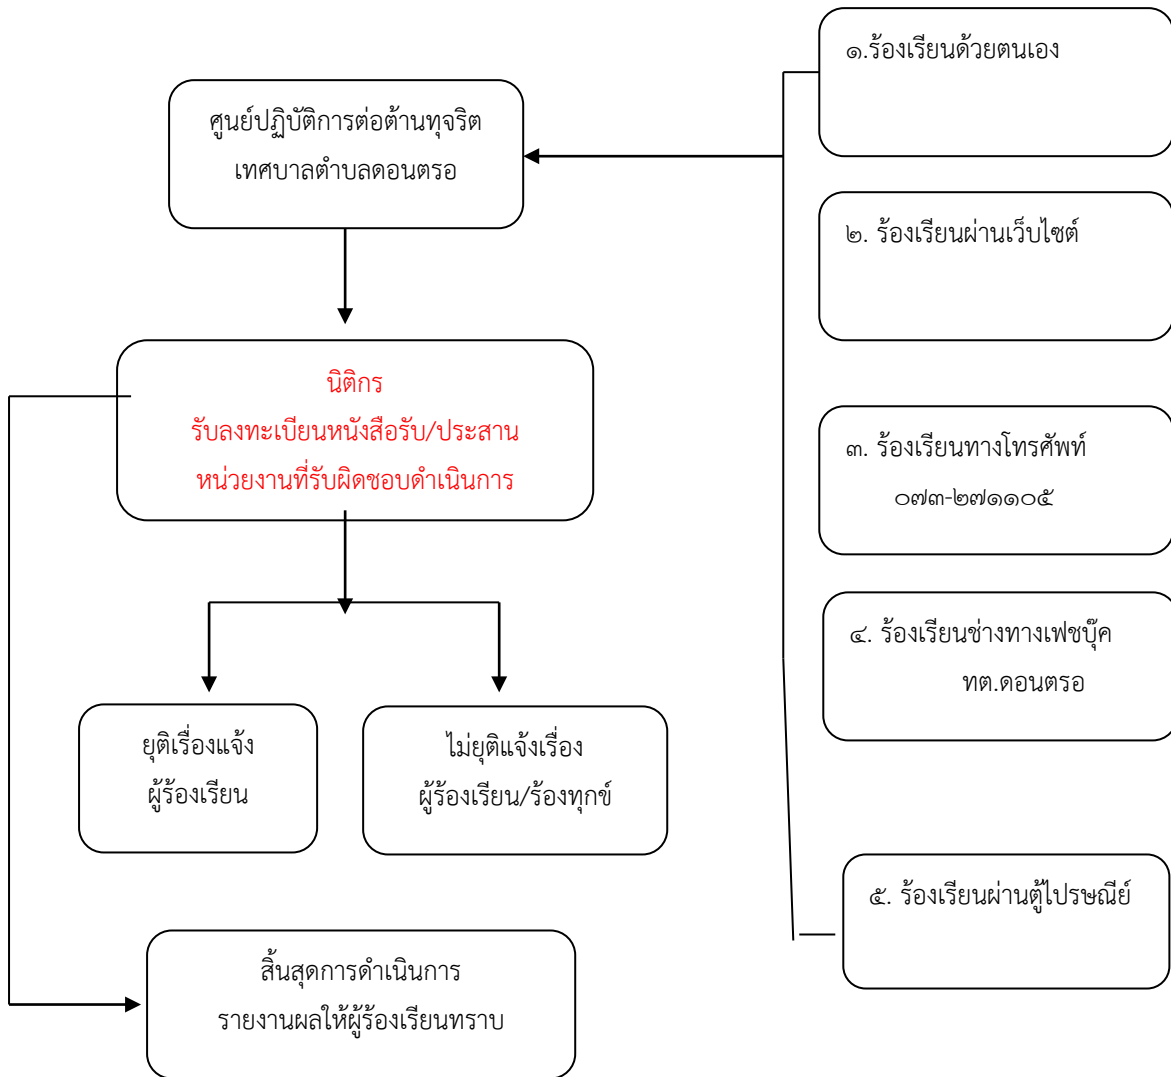 ๑.ร้องเรียนด้วยตนเอง
ศูนย์ปฏิบัติการต่อต้านทุจริต
เทศบาลตำบลดอนตรอ
๒. ร้องเรียนผ่านเว็บไซต์
นิติกร
รับลงทะเบียนหนังสือรับ/ประสาน
หน่วยงานที่รับผิดชอบดำเนินการ
๓. ร้องเรียนทางโทรศัพท์
๐๗๓-๒๗๑๑๐๕
๔. ร้องเรียนช่างทางเฟชบุ๊ค
ทต.ดอนตรอ
ยุติเรื่องแจ้ง
ผู้ร้องเรียน
ไม่ยุติแจ้งเรื่อง
ผู้ร้องเรียน/ร้องทุกข์
๕. ร้องเรียนผ่านตู้ไปรษณีย์
สิ้นสุดการดำเนินการ
รายงานผลให้ผู้ร้องเรียนทราบ